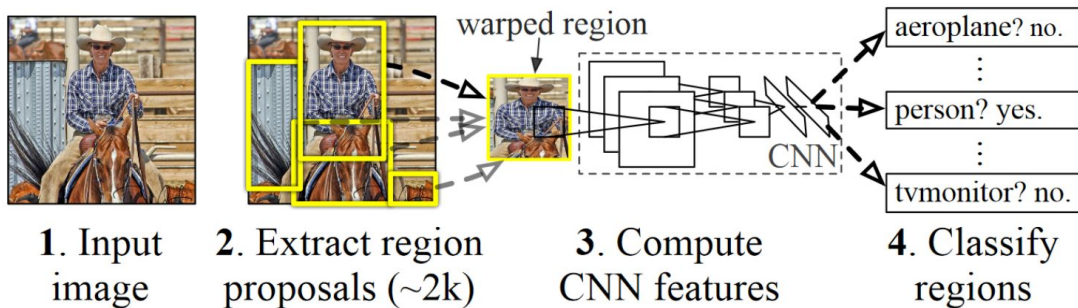 warped region
aeroplane? no.
⋮
person? yes.
⋮
tvmonitor? no.
CNN
1. Input
image
2. Extract region
proposals (~2k)
3. Compute
CNN features
4. Classify
regions